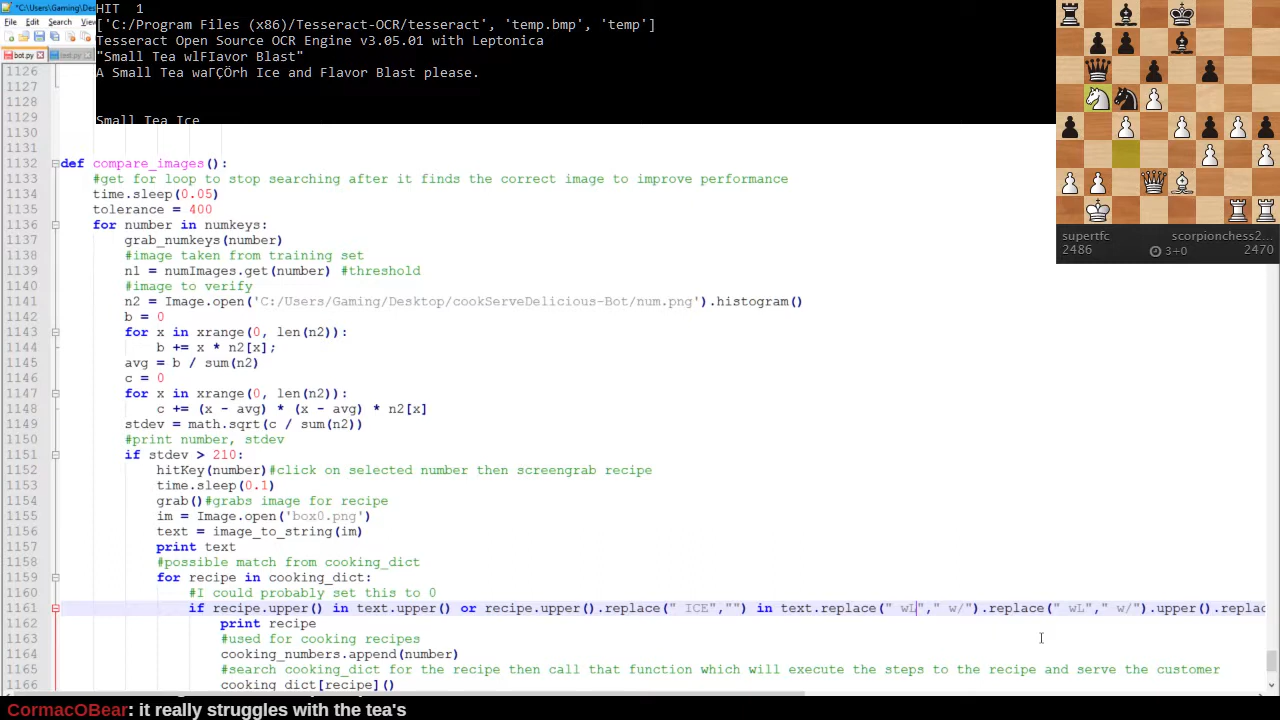 *C:\Users\Gaming\Des
File Edit Search View
bot.py
HIT  1
['C:/Program Files (x86)/Tesseract-OCR/tesseract', 'temp.bmp', 'temp']
Tesseract Open Source OCR Engine v3.05.01 with Leptonica
"Small Tea wlFIavor Blast"
A Small Tea waΓÇÖrh Ice and Flavor Blast please.
Small Tea Ice
1126
1127
1128
1129
1130
1131
1132 def compare_images():
1133 #get for loop to stop searching after it finds the correct image to improve performance
1134 time.sleep(0.05)
1135 tolerance = 400
1136 for number in numkeys:
1137 grab_numkeys(number)
1138 #image taken from training set
1139 n1 = numImages.get(number) #threshold
1140 #image to verify
1141 n2 = Image.open('C:/Users/Gaming/Desktop/cookServeDelicious-Bot/num.png').histogram()
1142 b = 0
1143 for x in xrange(0, len(n2)):
1144 b += x * n2[x];
1145 avg = b / sum(n2)
1146 c = 0
1147 for x in xrange(0, len(n2)):
1148 c += (x - avg) * (x - avg) * n2[x]
1149 stdev = math.sqrt(c / sum(n2))
1150 #print number, stdev
1151 if stdev > 210:
1152 hitKey(number)#click on selected number then screengrab recipe
1153 time.sleep(0.1)
1154 grab()#grabs image for recipe
1155 im = Image.open('box0.png')
1156 text = image_to_string(im)
1157 print text
1158 #possible match from cooking_dict
1159 for recipe in cooking_dict:
1160 #I could probably set this to 0
1161 if recipe.upper() in text.upper() or recipe.upper().replace(" ICE","") in text.replace(" wL"," w/").replace(" wL"," w/").upper().replac
1162 print recipe
1163 #used for cooking recipes
1164 cooking_numbers.append(number)
1165 #search cooking_dict for the recipe then call that function which will execute the steps to the recipe and serve the customer
1166 cooking_dict[recipe]()
supertfc scorpionchess2...
2486 3+0 2470
CormacOBear: it really struggles with the tea's